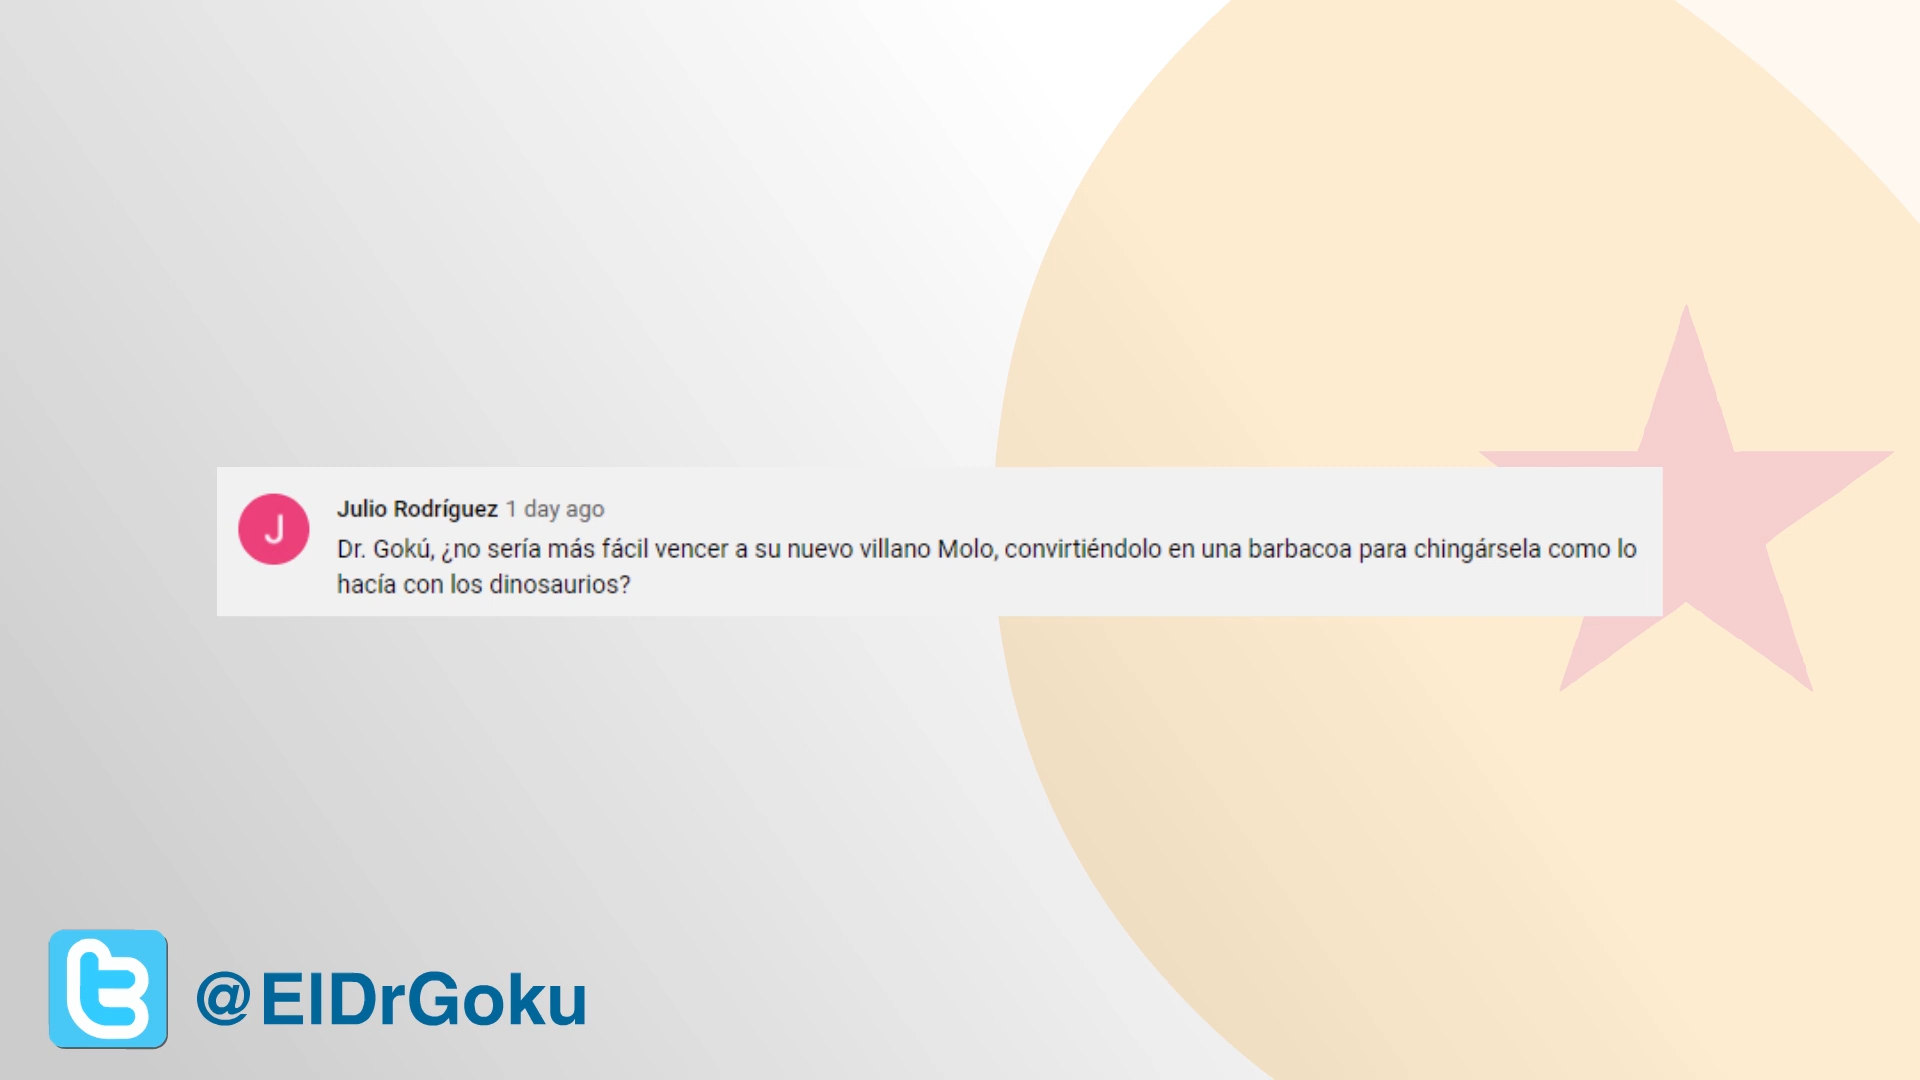 J
Julio Rodríguez 1 day ago
Dr. Gokú, ¿no sería más fácil vencer a su nuevo villano Molo, convirtiéndolo en una barbacoa para chingársela como lo
hacía con los dinosaurios?
@ElDrGoku